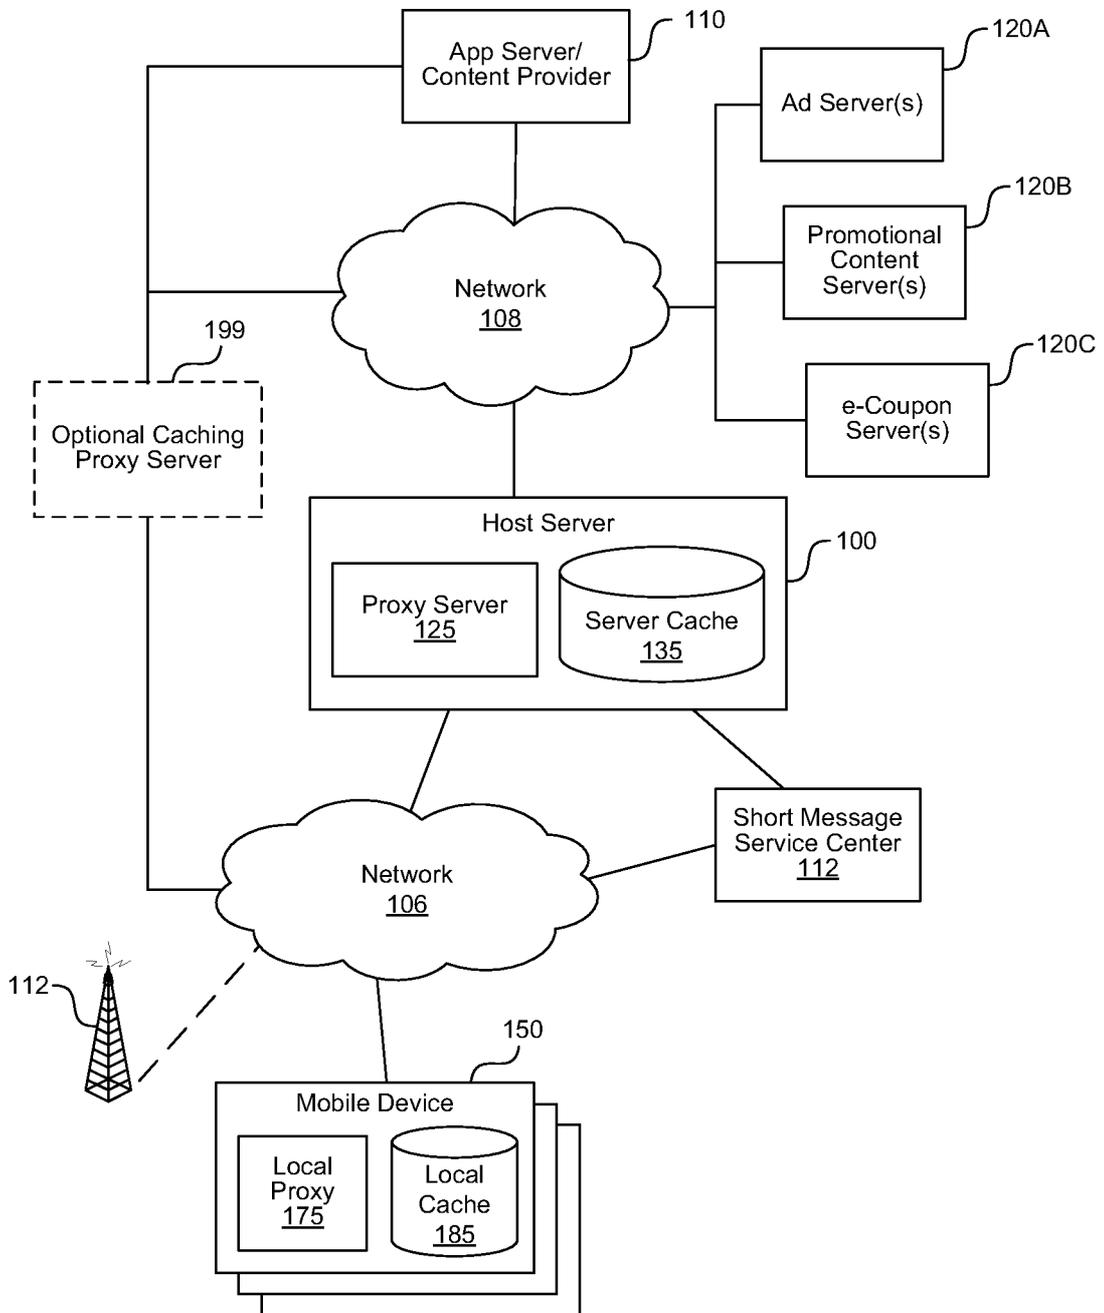 110
App Server/
Content Provider
120A
Ad Server(s)
120B
Promotional
Content
Server(s)
Network
108
199
120C
e-Coupon
Server(s)
Optional Caching
Proxy Server
Host Server
100
Proxy Server
125
Server Cache
135
Short Message
Service Center
112
Network
106
112
150
Mobile Device
Local
Proxy
175
Local
Cache
185